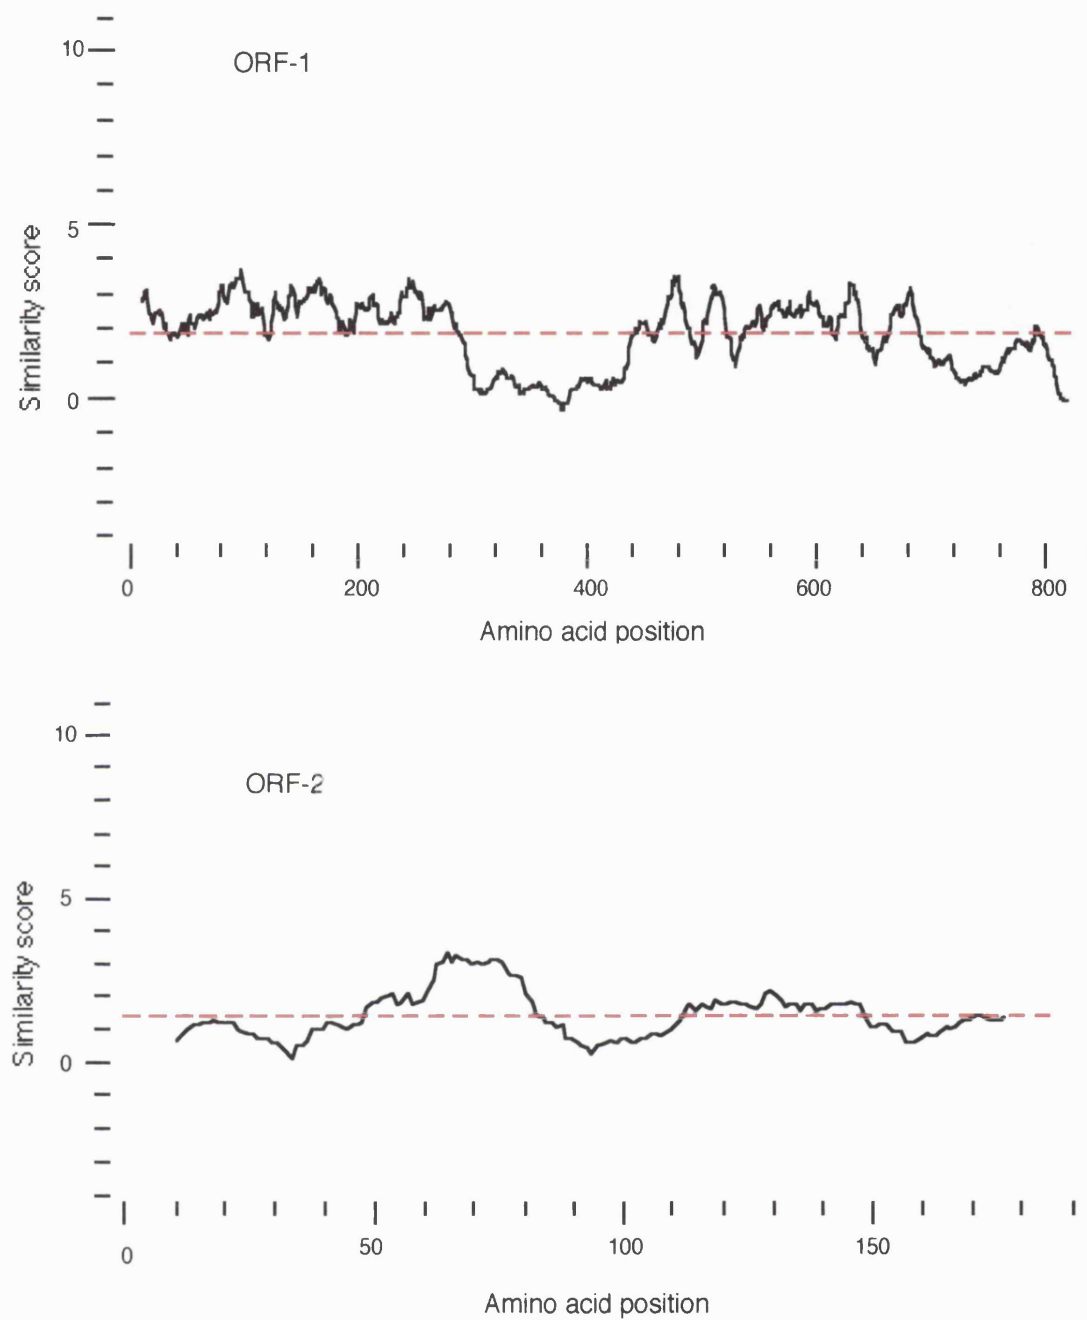 ORF-1
10
5
0
Similarity score
0 200 400 600 800
Amino acid position
ORF-2
10
5
0
Similarity score
0 50 100 150
Amino acid position